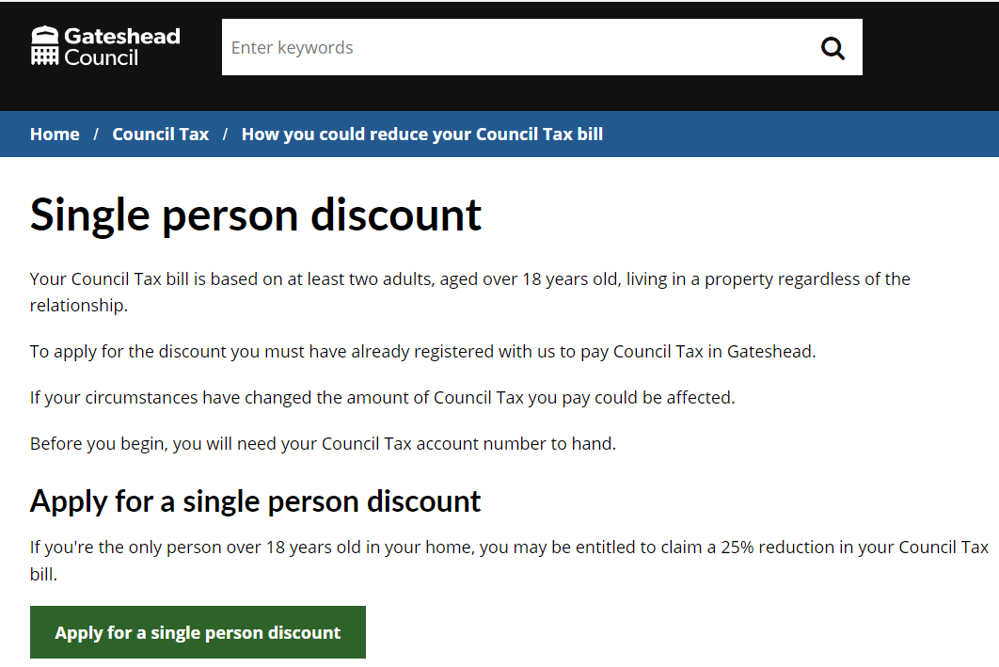 Gateshead
Council
Enter keywords
Home / Council Tax / How you could reduce your Council Tax bill
Single person discount
Your Council Tax bill is based on at least two adults, aged over 18 years old, living in a property regardless of the
relationship.
To apply for the discount you must have already registered with us to pay Council Tax in Gateshead.
If your circumstances have changed the amount of Council Tax you pay could be affected.
Before you begin, you will need your Council Tax account number to hand.
Apply for a single person discount
If you're the only person over 18 years old in your home, you may be entitled to claim a 25% reduction in your Council Tax
bill.
Apply for a single person discount